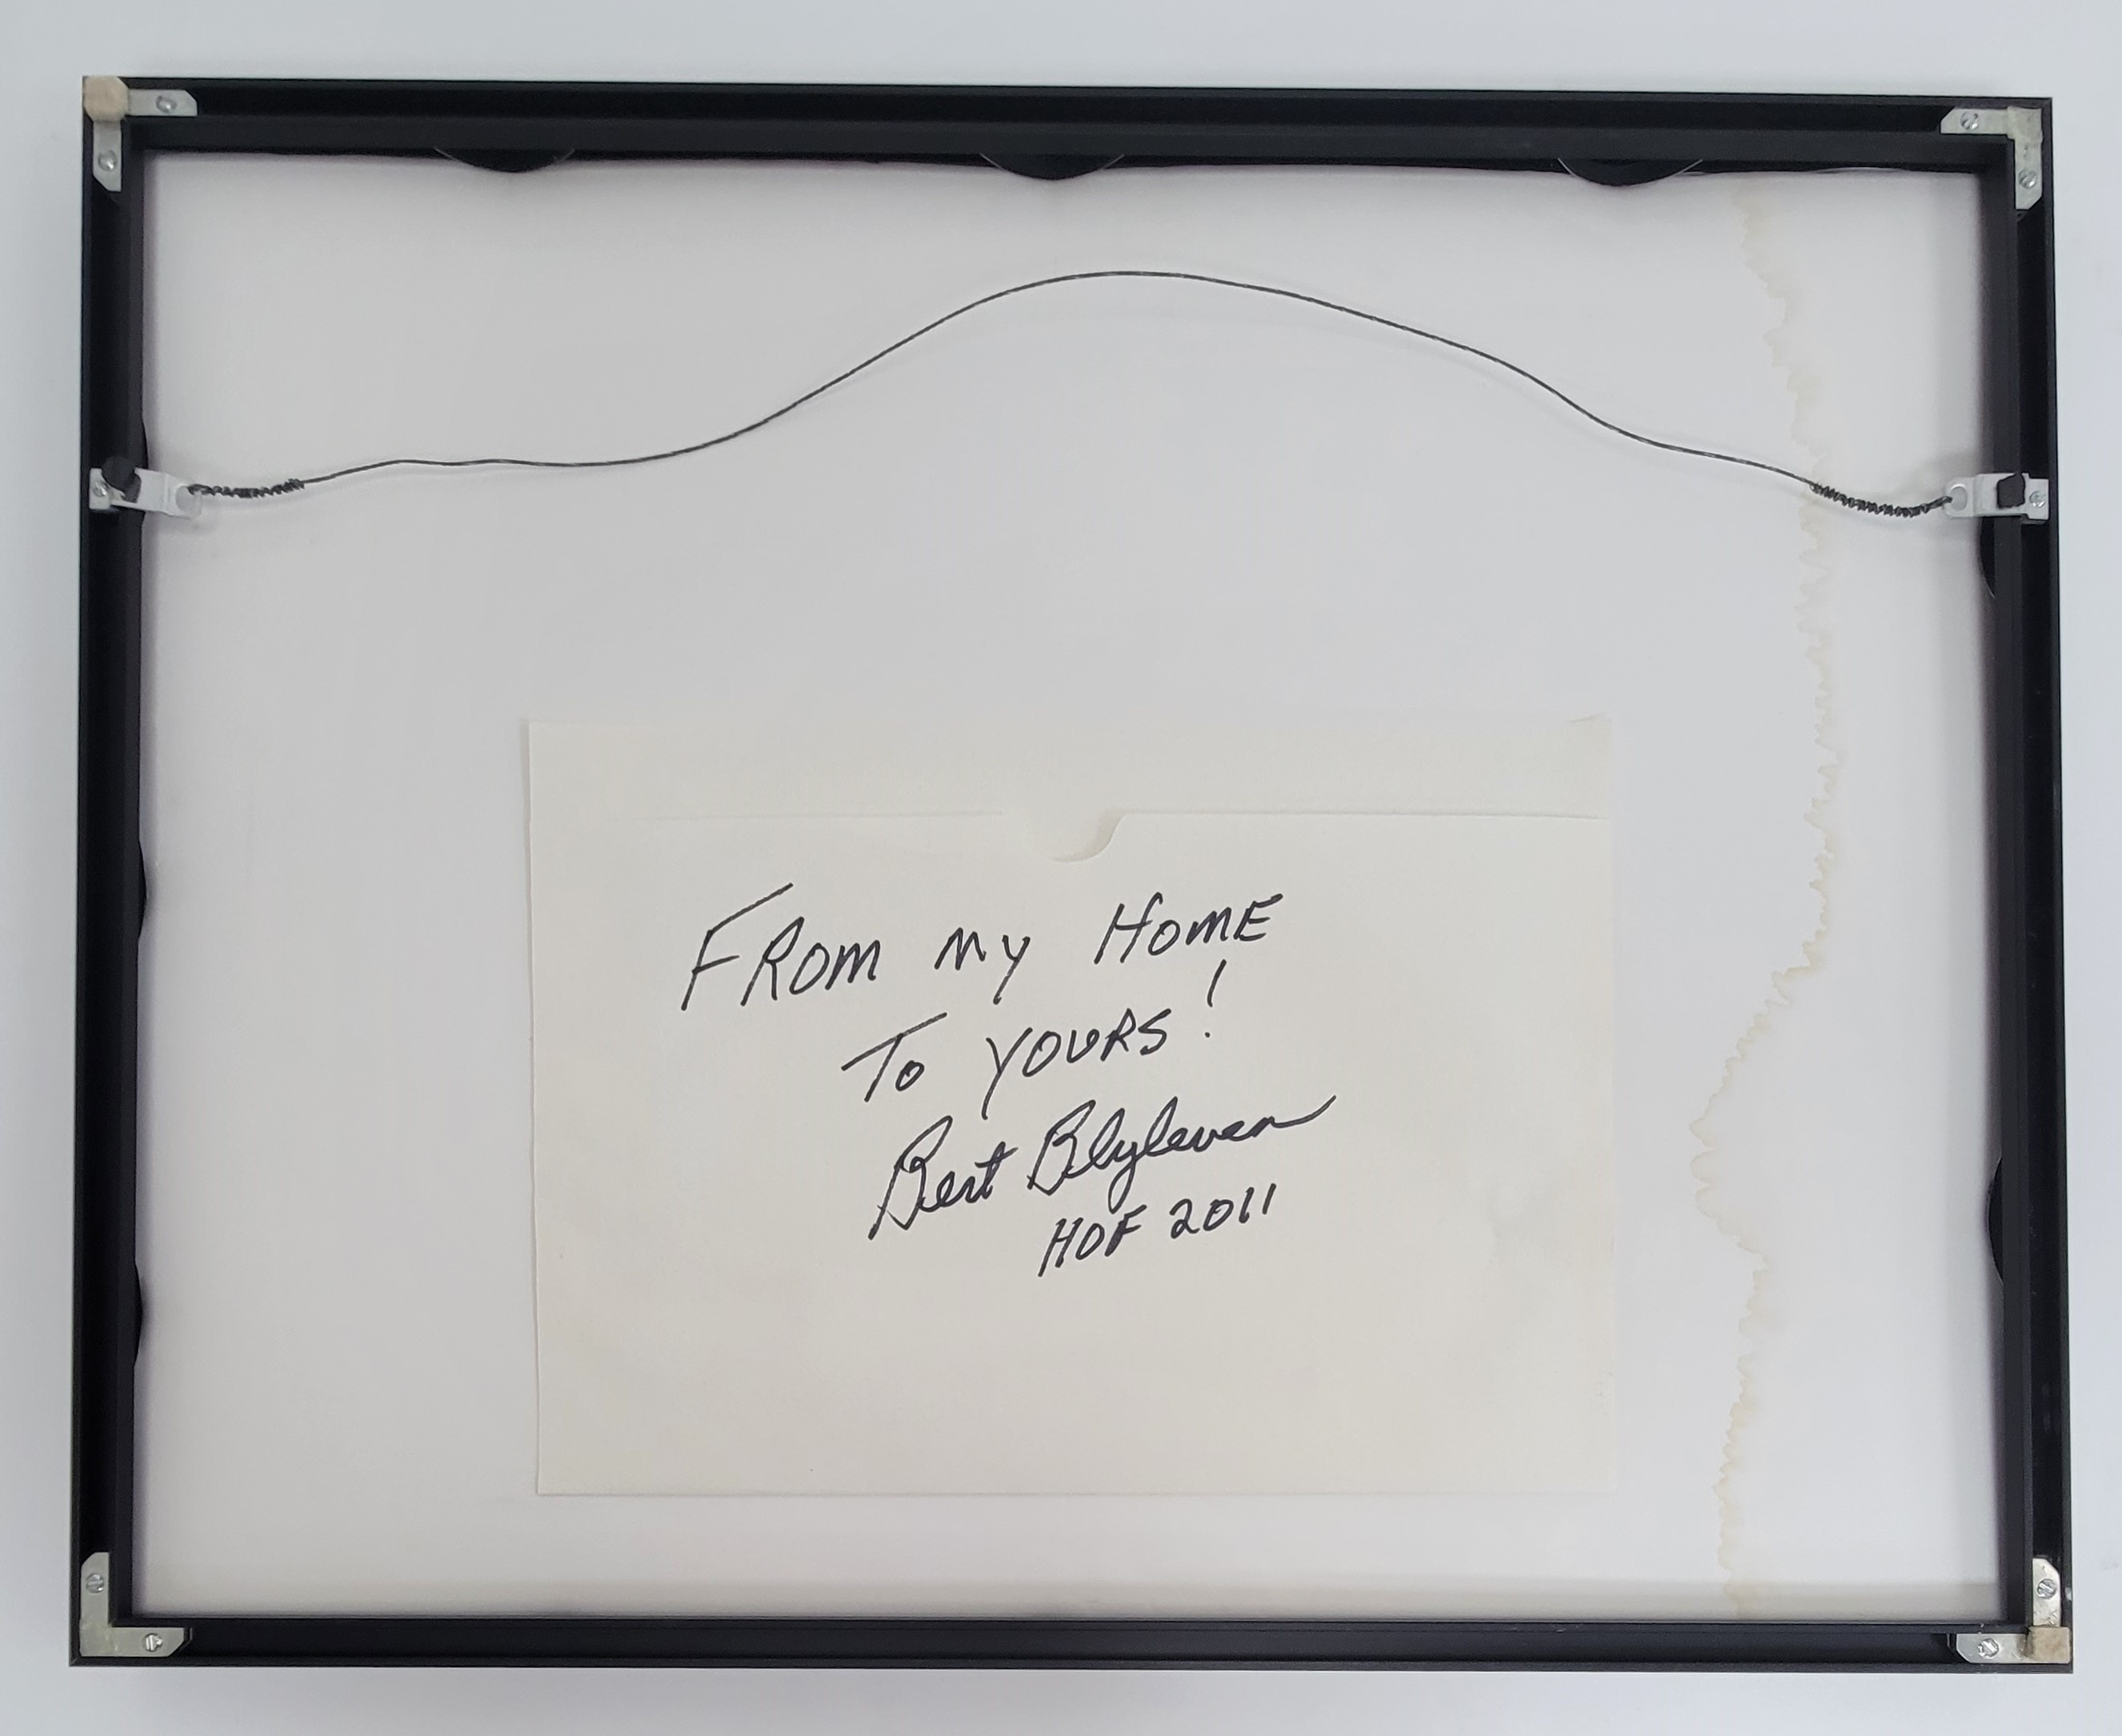 FROM MY HOME
TO YOURS!
Bert Blyleven
HOF 2011